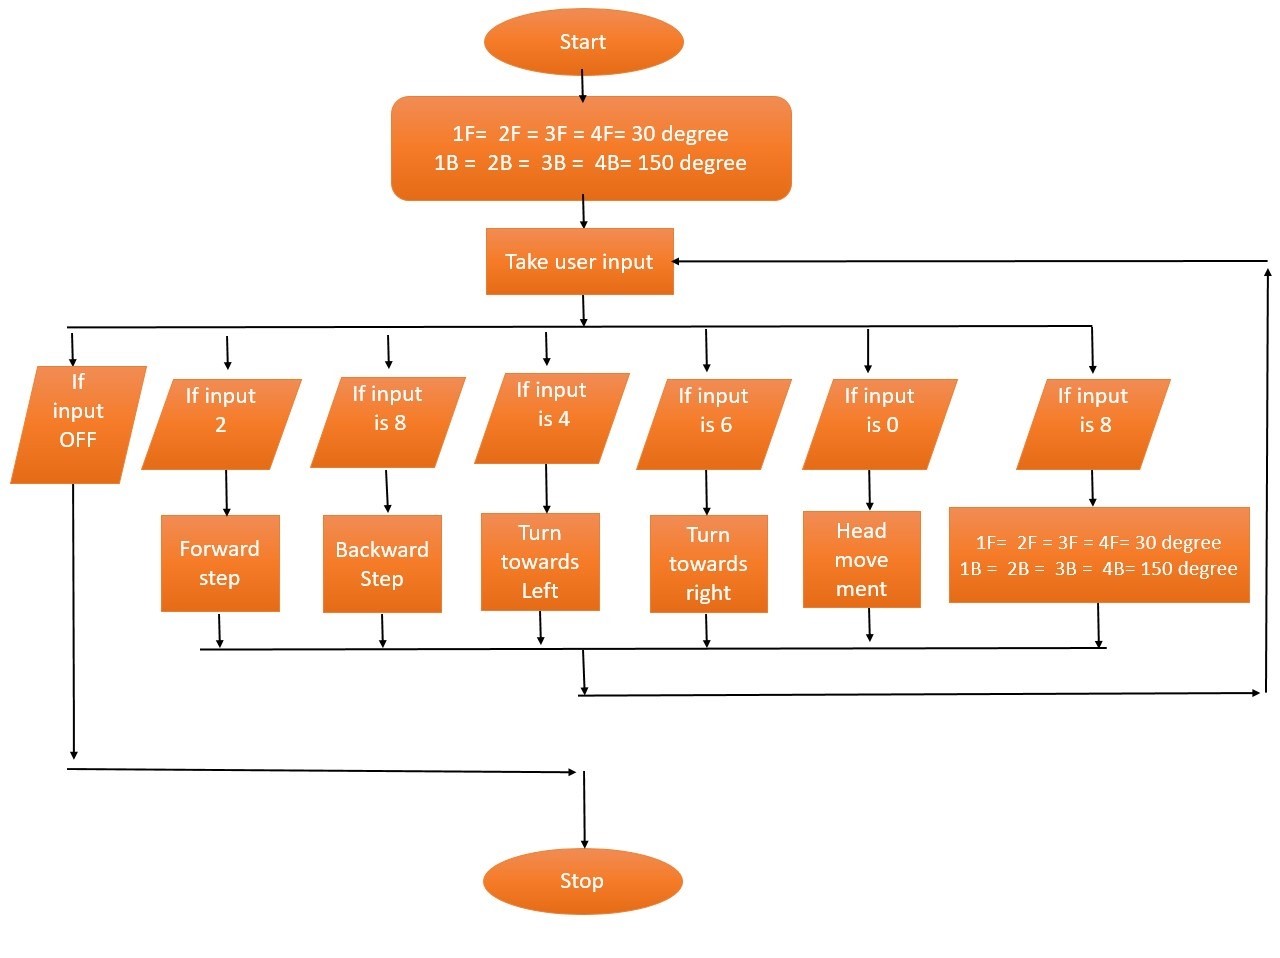 Start
1F=  2F = 3F = 4F= 30 degree
1B =  2B =  3B =  4B= 150 degree
Take user input
If
input
OFF
If input
2
If input
is 8
If input
is 4
If input
is 6
If input
is 0
If input
is 8
Forward
step
Backward
Step
Turn
towards
Left
Turn
towards
right
Head
move
ment
1F=  2F = 3F = 4F= 30 degree
1B =  2B =  3B =  4B= 150 degree
Stop